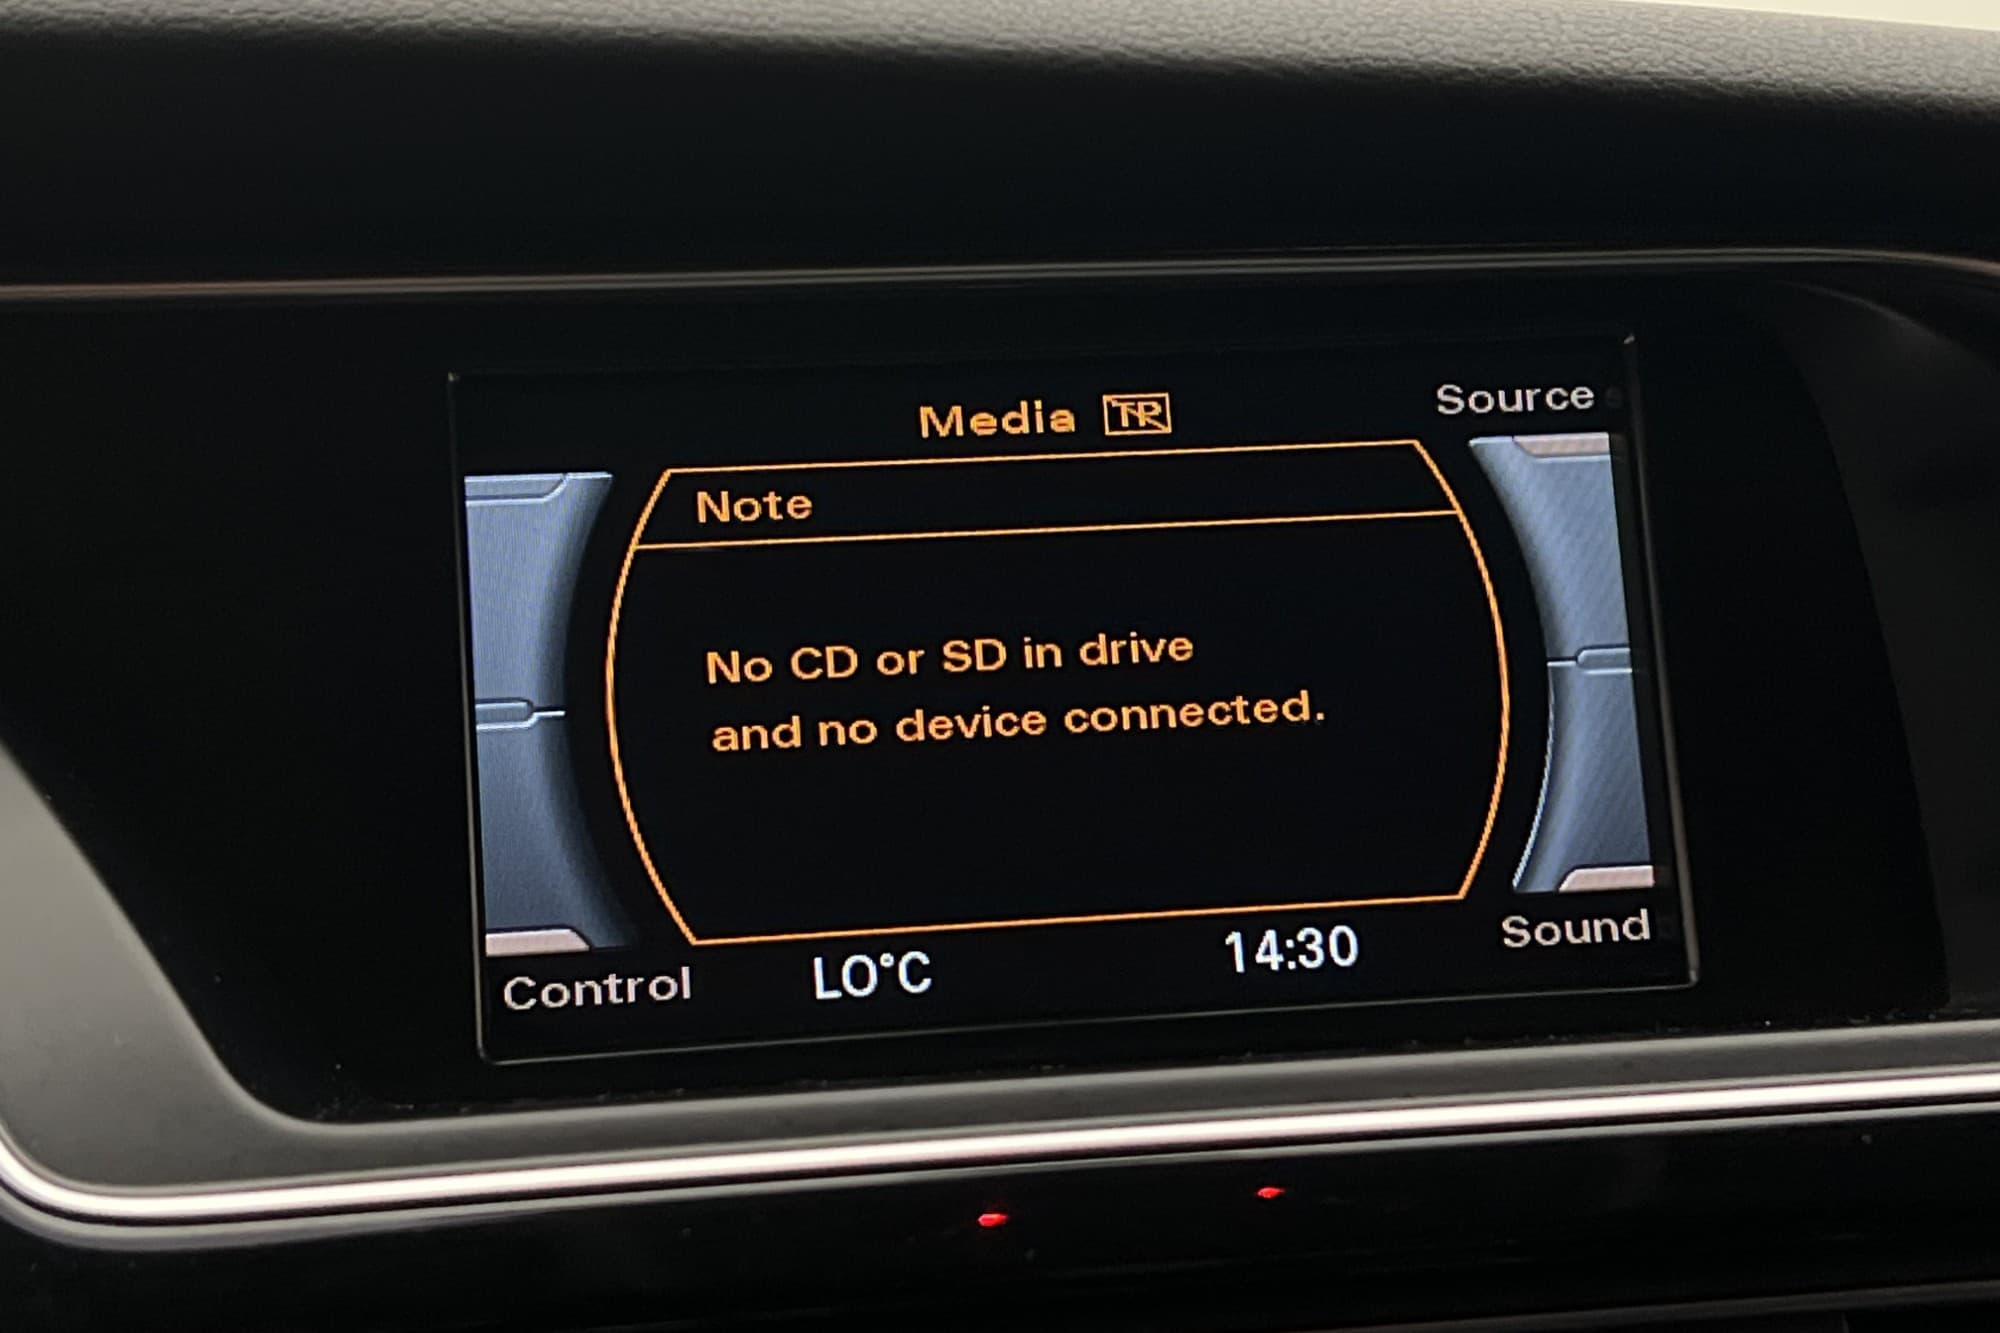 Source
Media TR
Note
No CD or SD in drive
and no device connected.
Control
LO°C
14:30
Sound